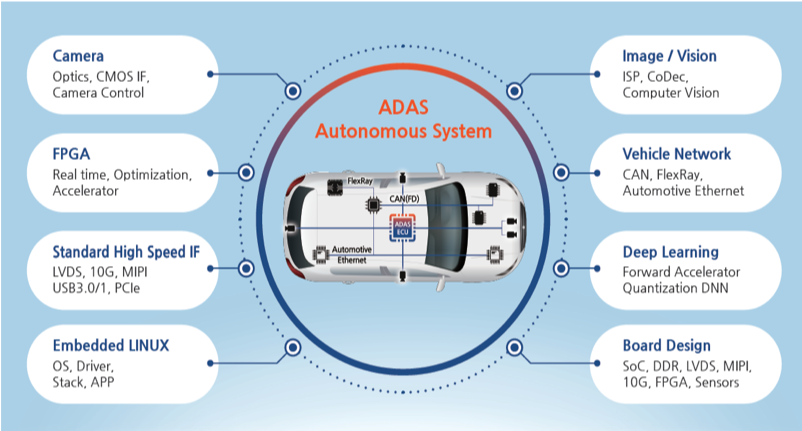 Camera
Optics, CMOS IF,
Camera Control
FPGA
Real time, Optimization,
Accelerator
Standard High Speed IF
LVDS, 10G, MIPI
USB3.0/1, PCIe
Embedded LINUX
OS, Driver,
Stack, APP
ADAS
Autonomous System
FlexRay
CAN(FD)
ADAS
ECU
Automotive
Ethernet
Image / Vision
ISP, CoDec,
Computer Vision
Vehicle Network
CAN, FlexRay,
Automotive Ethernet
Deep Learning
Forward Accelerator
Quantization DNN
Board Design
SoC, DDR, LVDS, MIPI,
10G, FPGA, Sensors